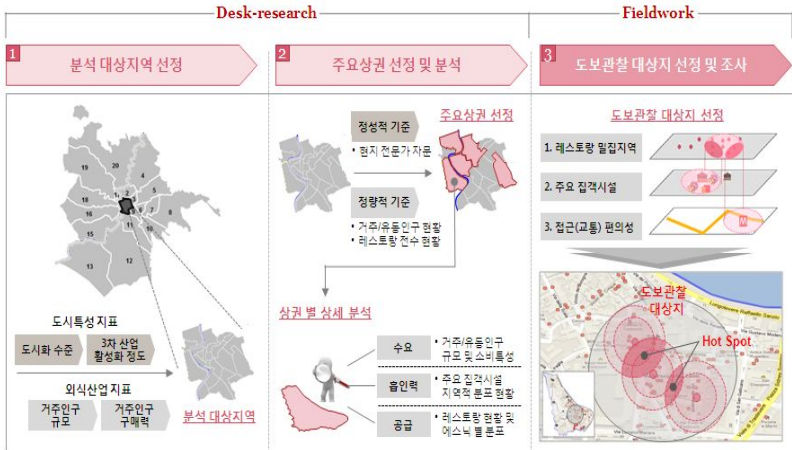 Desk-research
Fieldwork
1
분석 대상지역 선정
2
주요상권 선정 및 분석
3
도보관찰 대상지 선정 및 조사
19
20
4
18
1
2
5
16
6
7
8
15
11
10
13
12
도시특성 지표
도시화 수준
3차 산업
활성화 정도
외식산업 지표
거주인구
규모
거주인구
구매력
분석 대상지역
정성적 기준
• 현지 전문가 자문
정량적 기준
• 거주/유동인구 현황
• 레스토랑 전수 현황
주요상권 선정
상권 별 상세 분석
수요
• 거주/유동인구
규모 및 소비특성
흡인력
• 주요 집객시설
지역적 분포 현황
공급
• 레스토랑 현황 및
에스닉 별 분포
도보관찰 대상지 선정
1. 레스토랑 밀집지역
2. 주요 집객시설
3. 접근(교통) 편의성
M
도보관찰
대상지
Hot Spot
Lungotevere Raffaello Sanzio